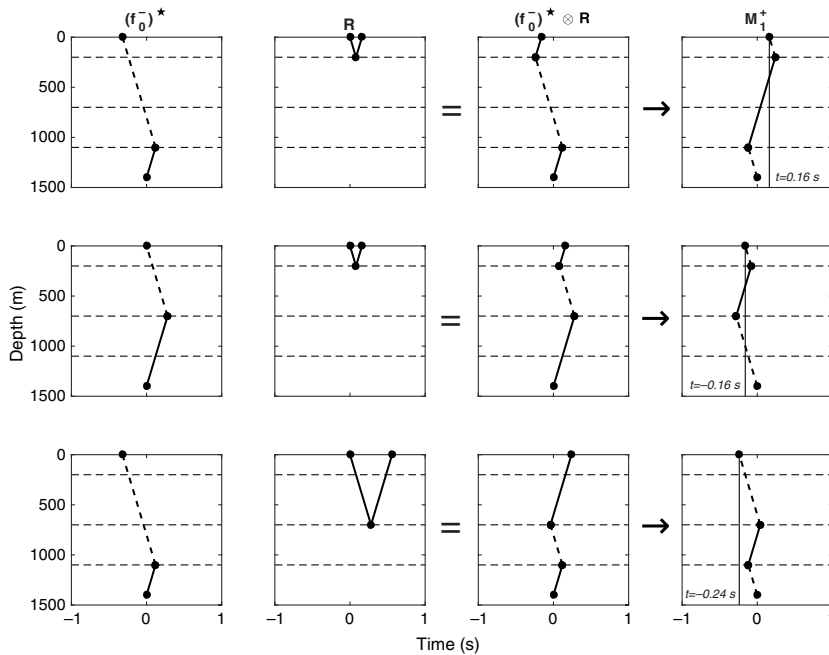 (f₀⁻)★ R (f₀⁻)★ ⊗ R M₁⁺
0
500
1000
1500
= →
t=0.16 s
0
500
1000
1500
Depth (m)
= →
t=−0.16 s
0
500
1000
1500
= →
t=−0.24 s
−1 0 1 −1 0 1 −1 0 1 −1 0
Time (s)